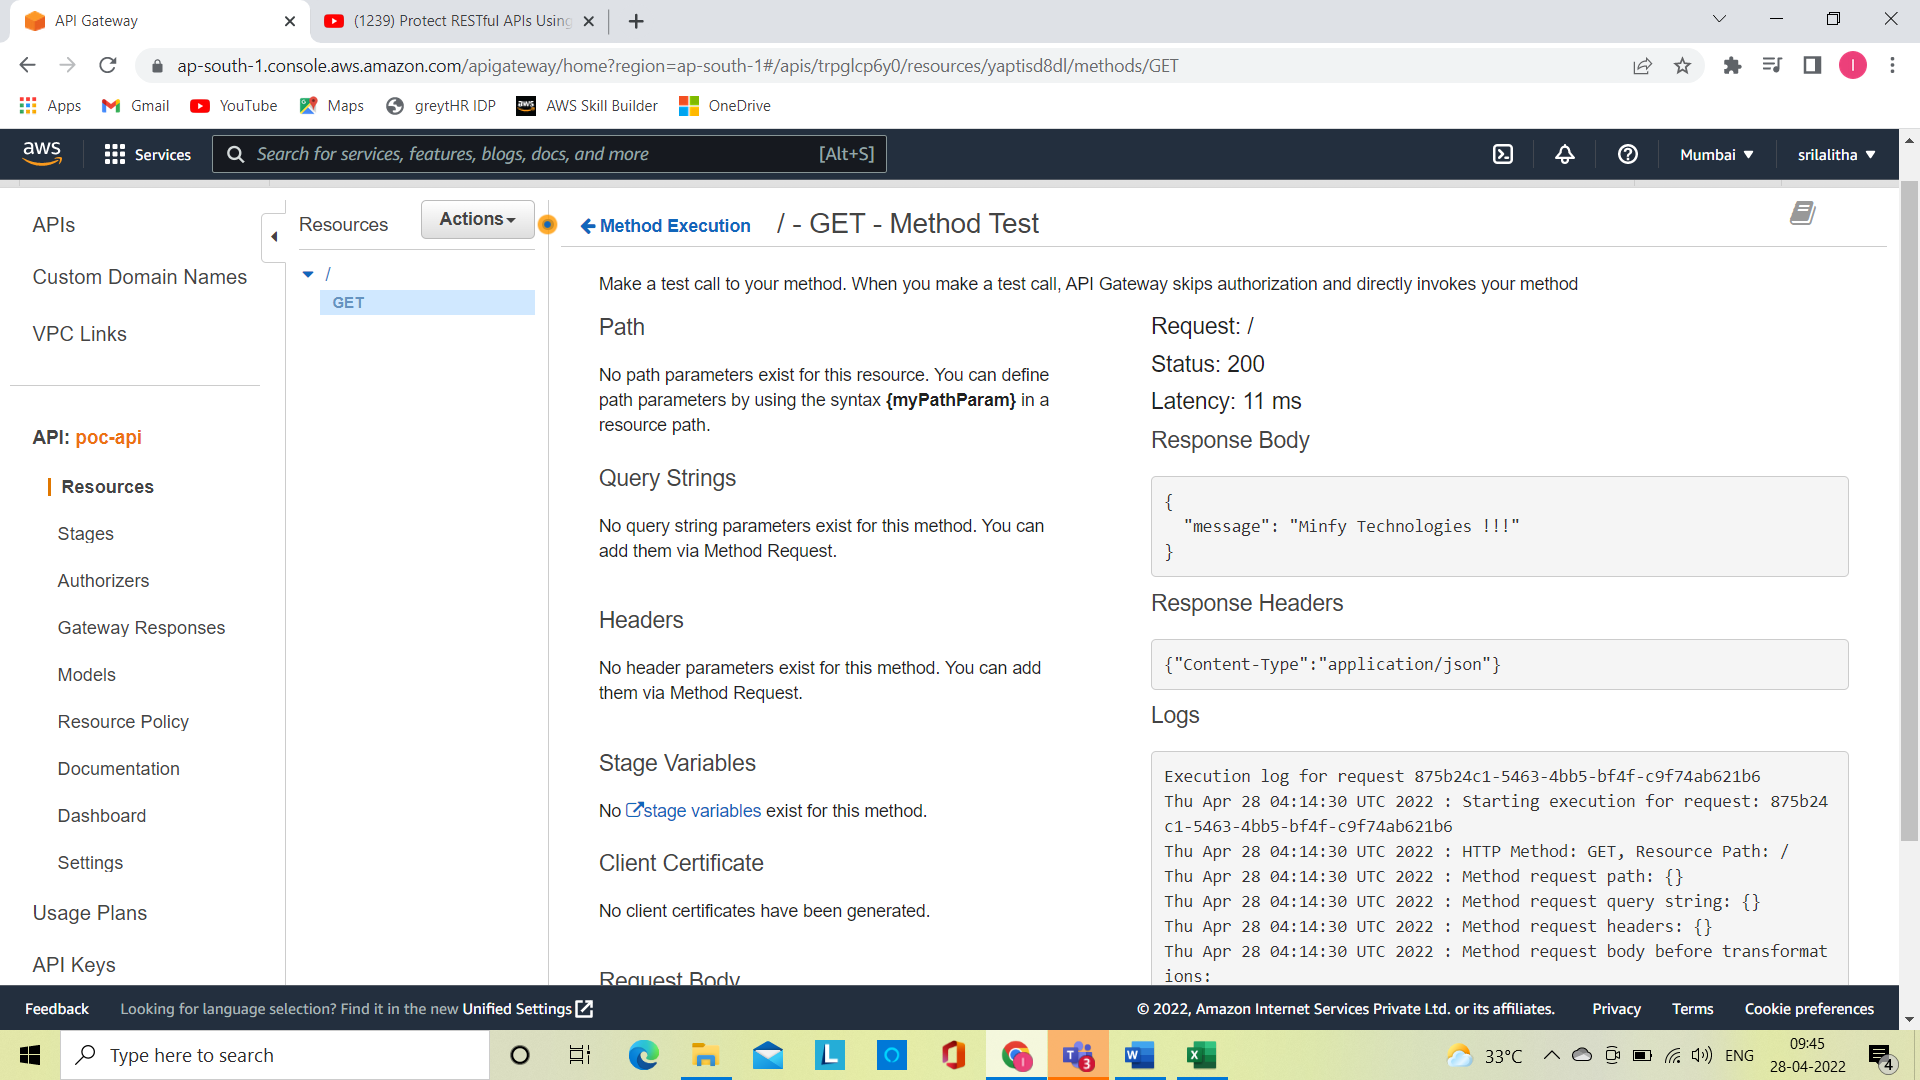 API Gateway
(1239) Protect RESTful APIs Using
ap-south-1.console.aws.amazon.com/apigateway/home?region=ap-south-1#/apis/trpglcp6y0/resources/yaptisd8dl/methods/GET
I
Apps
Gmail
YouTube
Maps
greytHR IDP
aws
AWS Skill Builder
OneDrive
aws
Services
Search for services, features, blogs, docs, and more
[Alt+S]
Mumbai
srilalitha
APIs
Custom Domain Names
VPC Links
API: poc-api
Resources
Stages
Authorizers
Gateway Responses
Models
Resource Policy
Documentation
Dashboard
Settings
Usage Plans
API Keys
Resources
Actions
/
GET
Method Execution
/ - GET - Method Test
Make a test call to your method. When you make a test call, API Gateway skips authorization and directly invokes your method
Path
No path parameters exist for this resource. You can define
path parameters by using the syntax {myPathParam} in a
resource path.
Query Strings
No query string parameters exist for this method. You can
add them via Method Request.
Headers
No header parameters exist for this method. You can add
them via Method Request.
Stage Variables
No stage variables exist for this method.
Client Certificate
No client certificates have been generated.
Request Body
Request: /
Status: 200
Latency: 11 ms
Response Body
{
"message": "Minfy Technologies !!!"
}
Response Headers
{"Content-Type":"application/json"}
Logs
Execution log for request 875b24c1-5463-4bb5-bf4f-c9f74ab621b6
Thu Apr 28 04:14:30 UTC 2022 : Starting execution for request: 875b24
c1-5463-4bb5-bf4f-c9f74ab621b6
Thu Apr 28 04:14:30 UTC 2022 : HTTP Method: GET, Resource Path: /
Thu Apr 28 04:14:30 UTC 2022 : Method request path: {}
Thu Apr 28 04:14:30 UTC 2022 : Method request query string: {}
Thu Apr 28 04:14:30 UTC 2022 : Method request headers: {}
Thu Apr 28 04:14:30 UTC 2022 : Method request body before transformat
ions:
Feedback
Looking for language selection? Find it in the new Unified Settings
© 2022, Amazon Internet Services Private Ltd. or its affiliates.
Privacy
Terms
Cookie preferences
Type here to search
L
I
T
3
W
X
33°C
ENG
09:45
28-04-2022
4